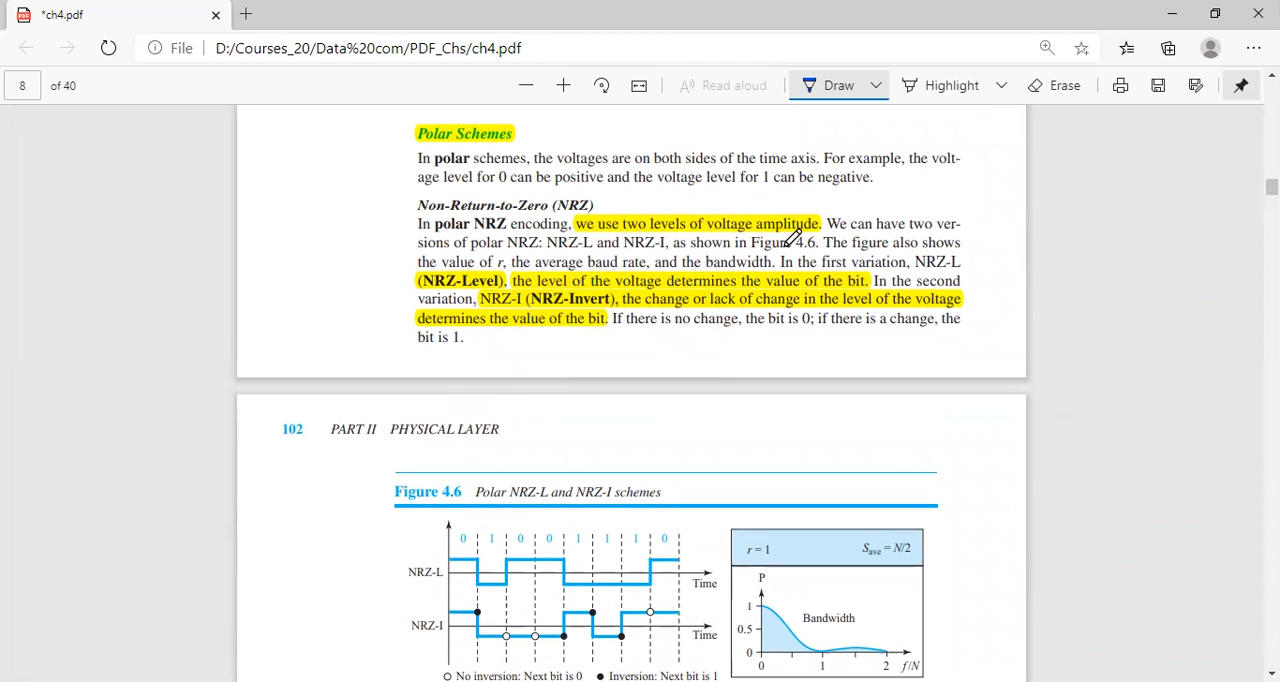 *ch4.pdf
File D:/Courses_20/Data%20com/PDF_Chs/ch4.pdf
8 of 40 Read aloud Draw Highlight Erase
Polar Schemes
In polar schemes, the voltages are on both sides of the time axis. For example, the volt-
age level for 0 can be positive and the voltage level for 1 can be negative.
Non-Return-to-Zero (NRZ)
In polar NRZ encoding, we use two levels of voltage amplitude. We can have two ver-
sions of polar NRZ: NRZ-L and NRZ-I, as shown in Figure 4.6. The figure also shows
the value of r, the average baud rate, and the bandwidth. In the first variation, NRZ-L
(NRZ-Level), the level of the voltage determines the value of the bit. In the second
variation, NRZ-I (NRZ-Invert), the change or lack of change in the level of the voltage
determines the value of the bit. If there is no change, the bit is 0; if there is a change, the
bit is 1.
102 PART II PHYSICAL LAYER
Figure 4.6 Polar NRZ-L and NRZ-I schemes
0 1 0 0 1 1 1 0
NRZ-L
Time
NRZ-I
Time
No inversion: Next bit is 0 Inversion: Next bit is 1
r = 1 Save = N/2
P
1
0.5
0
Bandwidth
0 1 2 f/N